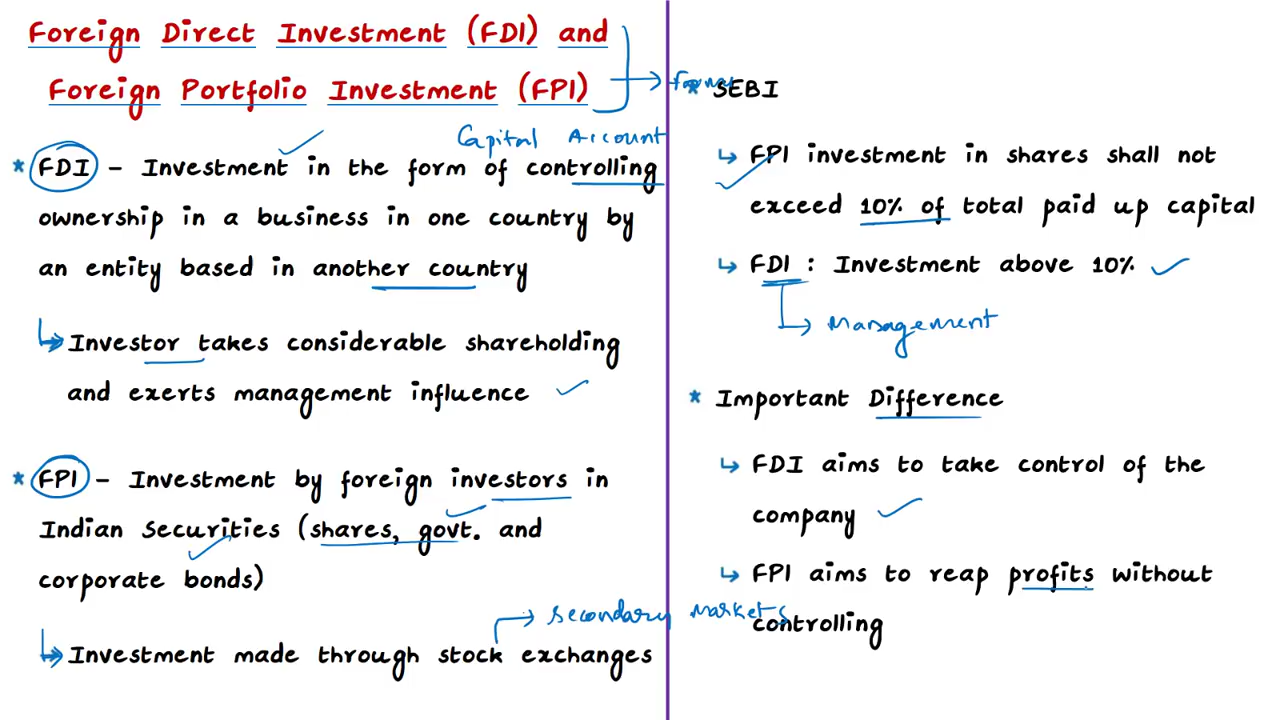 Foreign Direct Investment (FDI) and
Foreign Portfolio Investment (FPI)
Capital Account
* FDI - Investment in the form of controlling
ownership in a business in one country by
an entity based in another country
↳ Investor takes considerable shareholding
and exerts management influence
* FPI - Investment by foreign investors in
Indian Securities (shares, govt. and
corporate bonds)
→ Secondary markets
↳ Investment made through stock exchanges
* SEBI
↳ FPI investment in shares shall not
exceed 10% of total paid up capital
↳ FDI : Investment above 10%
→ Management
* Important Difference
↳ FDI aims to take control of the
company
↳ FPI aims to reap profits without
controlling